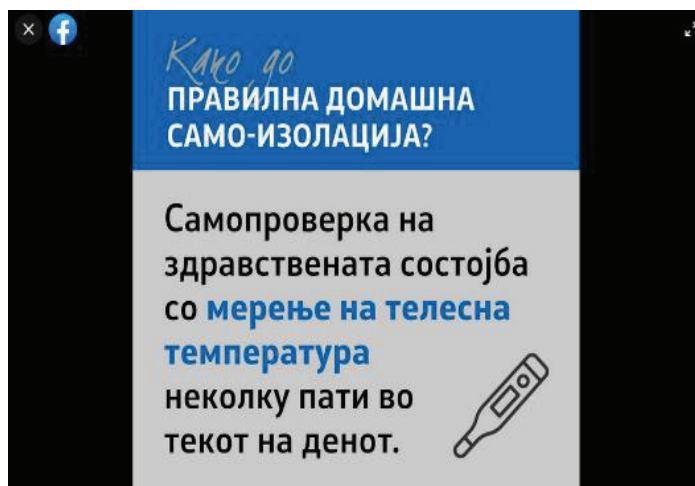 Како до
ПРАВИЛНА ДОМАШНА
САМО-ИЗОЛАЦИЈА?
Самопроверка на
здравствената состојба
со мерење на телесна
температура
неколку пати во
текот на денот.